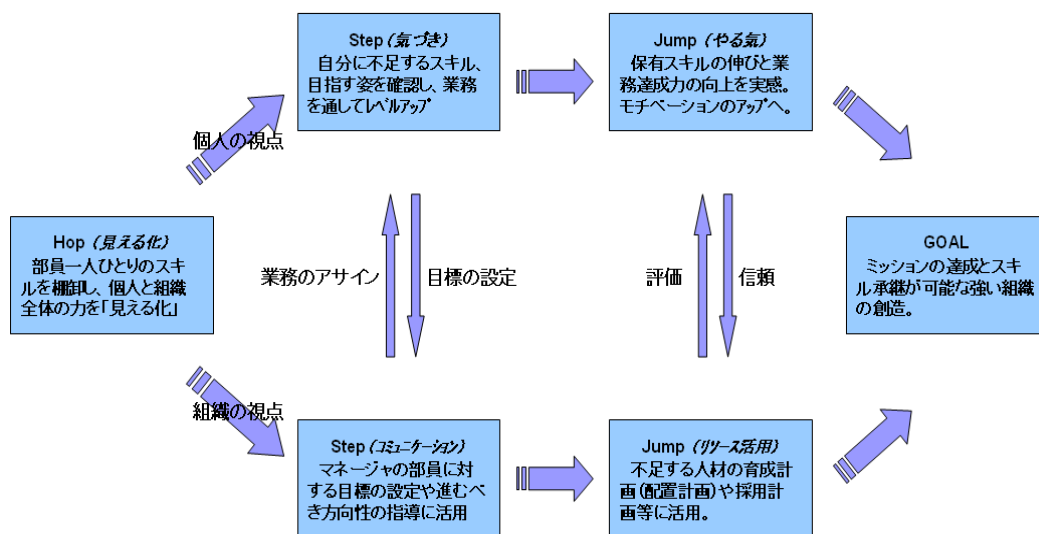 Step (気づき)
自分に不足するスキル、
目指す姿を確認し、業務
を通してﾚﾍﾞﾙｱｯﾌﾟ
Jump (やる気)
保有スキルの伸びと業
務達成力の向上を実感。
モチベーションのｱｯﾌﾟへ。
個人の視点
Hop (見える化)
部員一人ひとりのスキ
ルを棚卸し、個人と組織
全体の力を「見える化」
業務のアサイン
目標の設定
評価
信頼
GOAL
ミッションの達成とスキ
ル承継が可能な強い組織
の創造。
組織の視点
Step (ｺﾐｭﾆｹｰｼｮﾝ)
マネージャの部員に対
する目標の設定や進むべ
き方向性の指導に活用
Jump (ﾘｿｰｽ活用)
不足する人材の育成計
画(配置計画)や採用計
画等に活用。